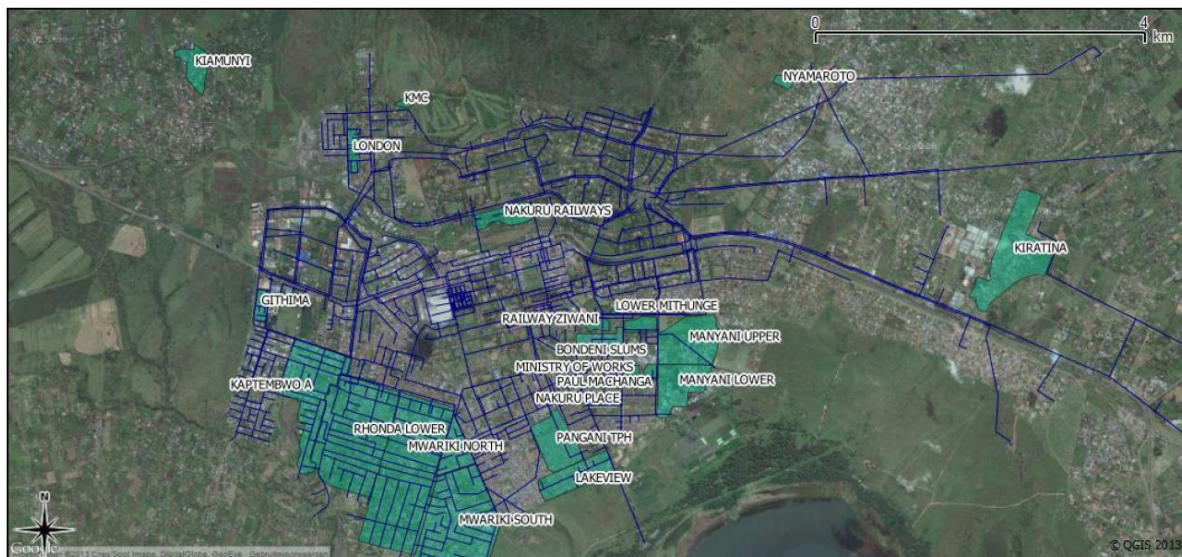 0 4
km
KIAMUNYI
NYAMAROTO
KMC
LONDON
NAKURU RAILWAYS
KIRATINA
GITHIMA
LOWER MITHUNGE
RAILWAY ZIWANI
MANYANI UPPER
BONDENI SLUMS
MINISTRY OF WORKS
PAUL MACHANGA
MANYANI LOWER
KAPTEMBWO A
NAKURU PLACE
RHONDA LOWER
MWARIKI NORTH
PANGANI TPH
LAKEVIEW
MWARIKI SOUTH
N
Google
© QGIS 2013